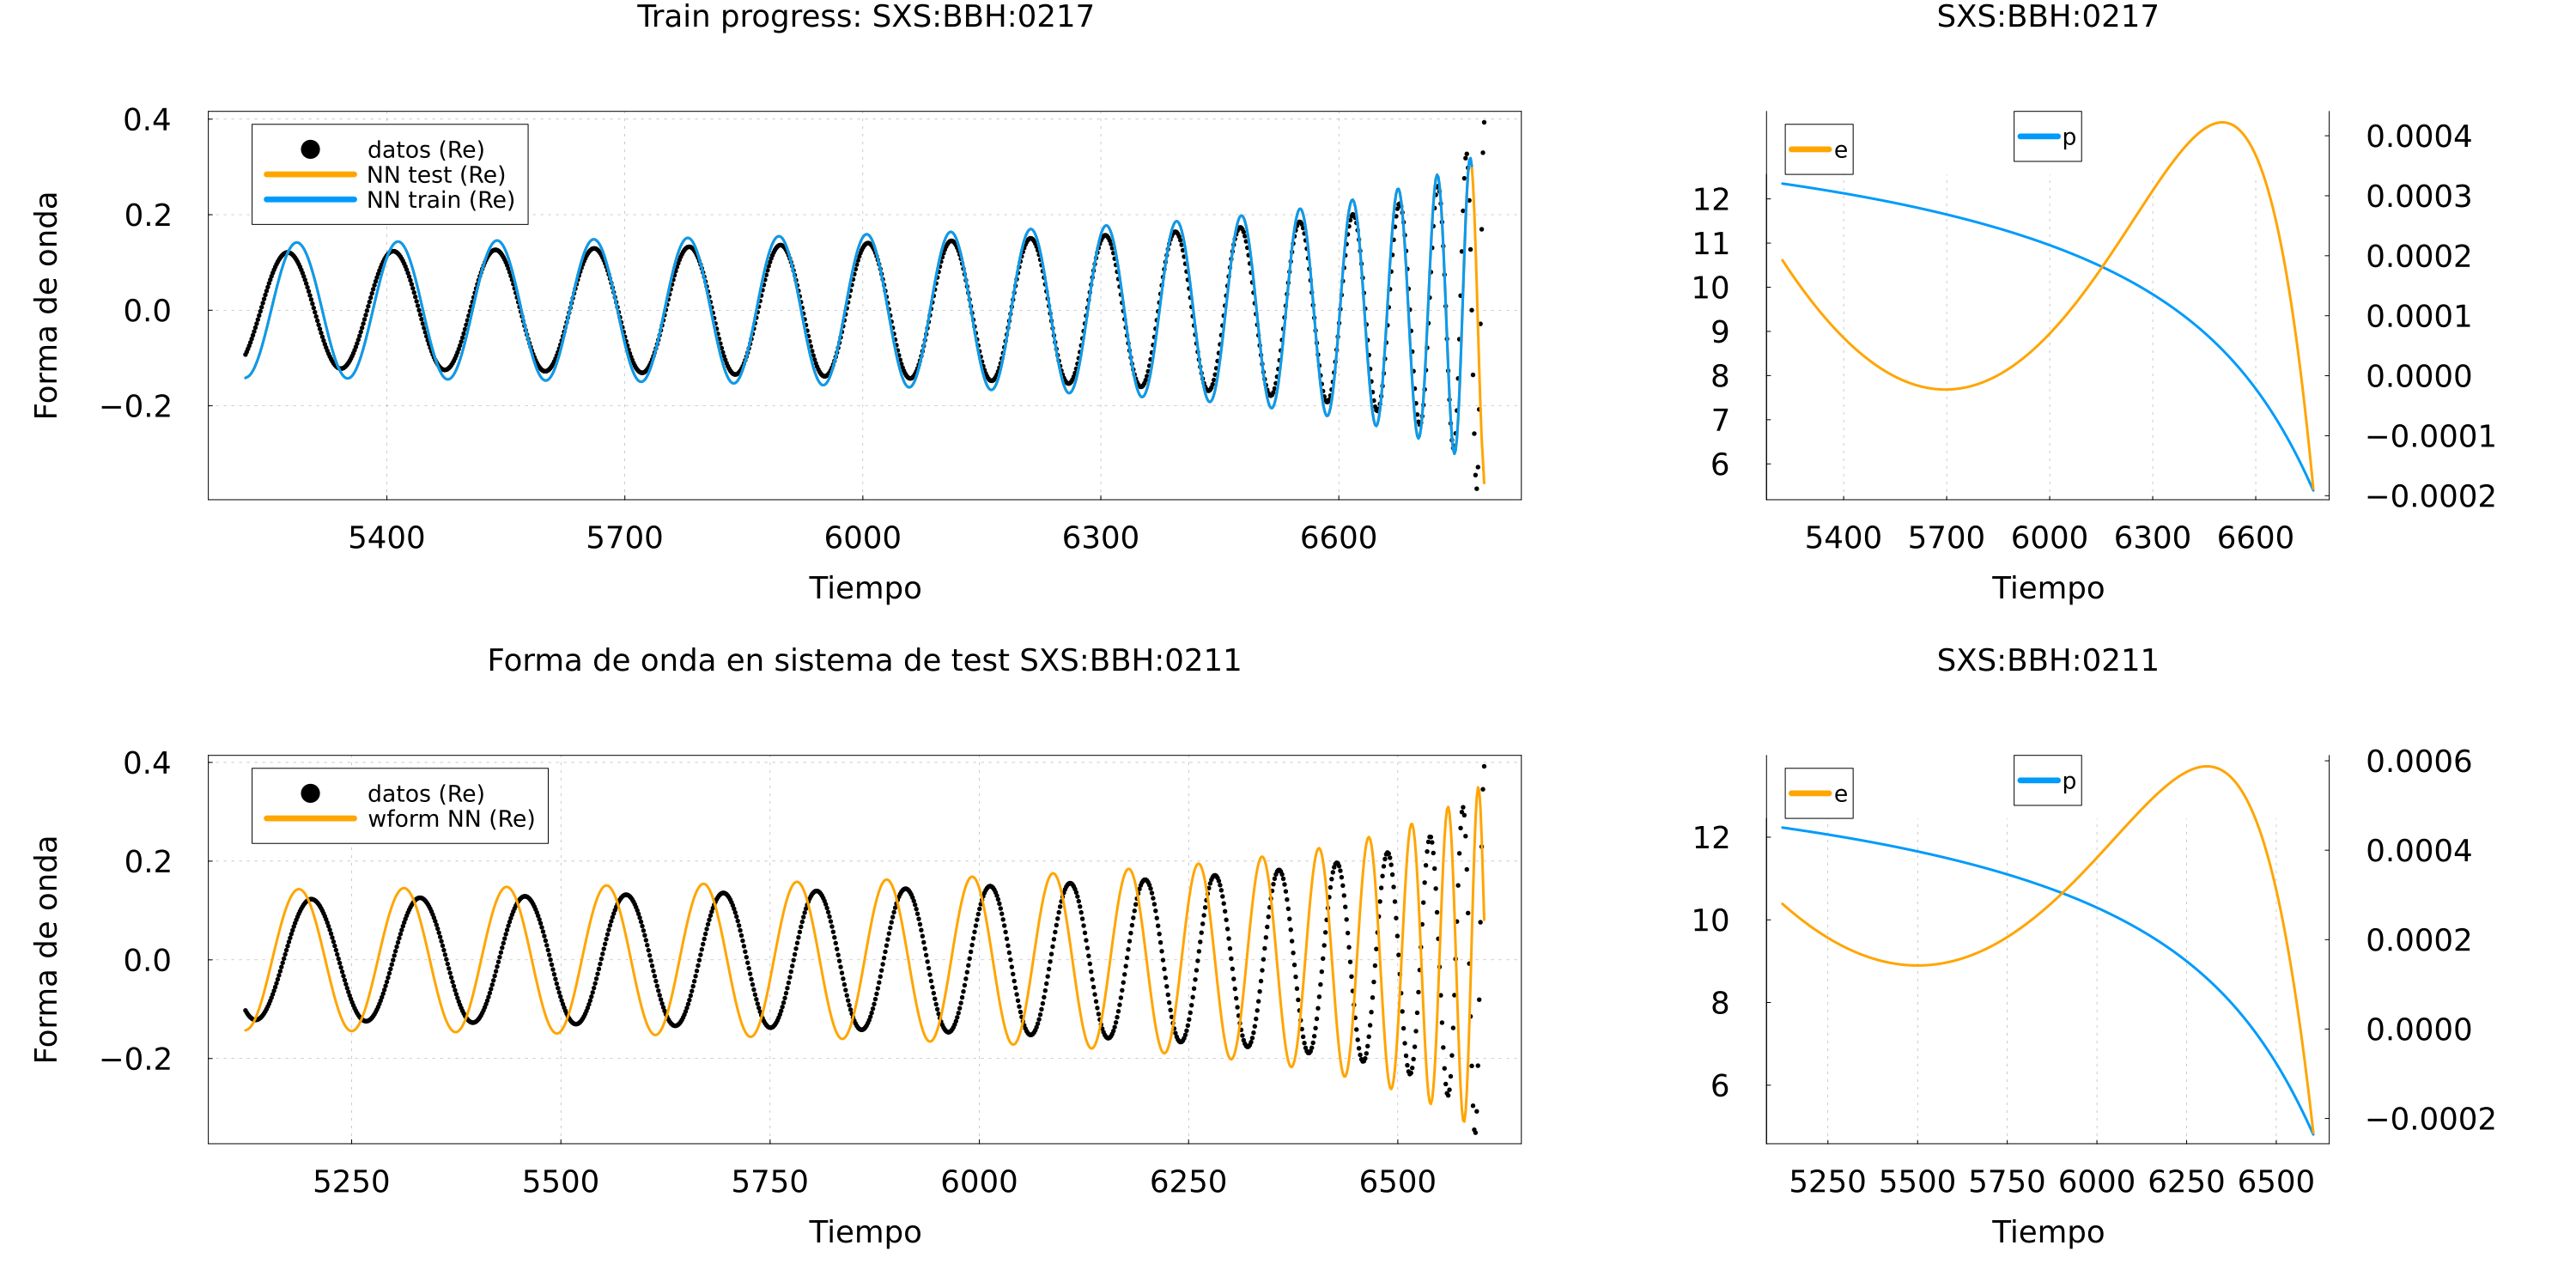 Train progress: SXS:BBH:0217
0.4
0.2
0.0
−0.2
Forma de onda
datos (Re)
NN test (Re)
NN train (Re)
5400 5700 6000 6300 6600
Tiempo
SXS:BBH:0217
e
p
12
11
10
9
8
7
6
0.0004
0.0003
0.0002
0.0001
0.0000
−0.0001
−0.0002
5400 5700 6000 6300 6600
Tiempo
Forma de onda en sistema de test SXS:BBH:0211
0.4
0.2
0.0
−0.2
Forma de onda
datos (Re)
wform NN (Re)
5250 5500 5750 6000 6250 6500
Tiempo
SXS:BBH:0211
e
p
12
10
8
6
0.0006
0.0004
0.0002
0.0000
−0.0002
5250 5500 5750 6000 6250 6500
Tiempo